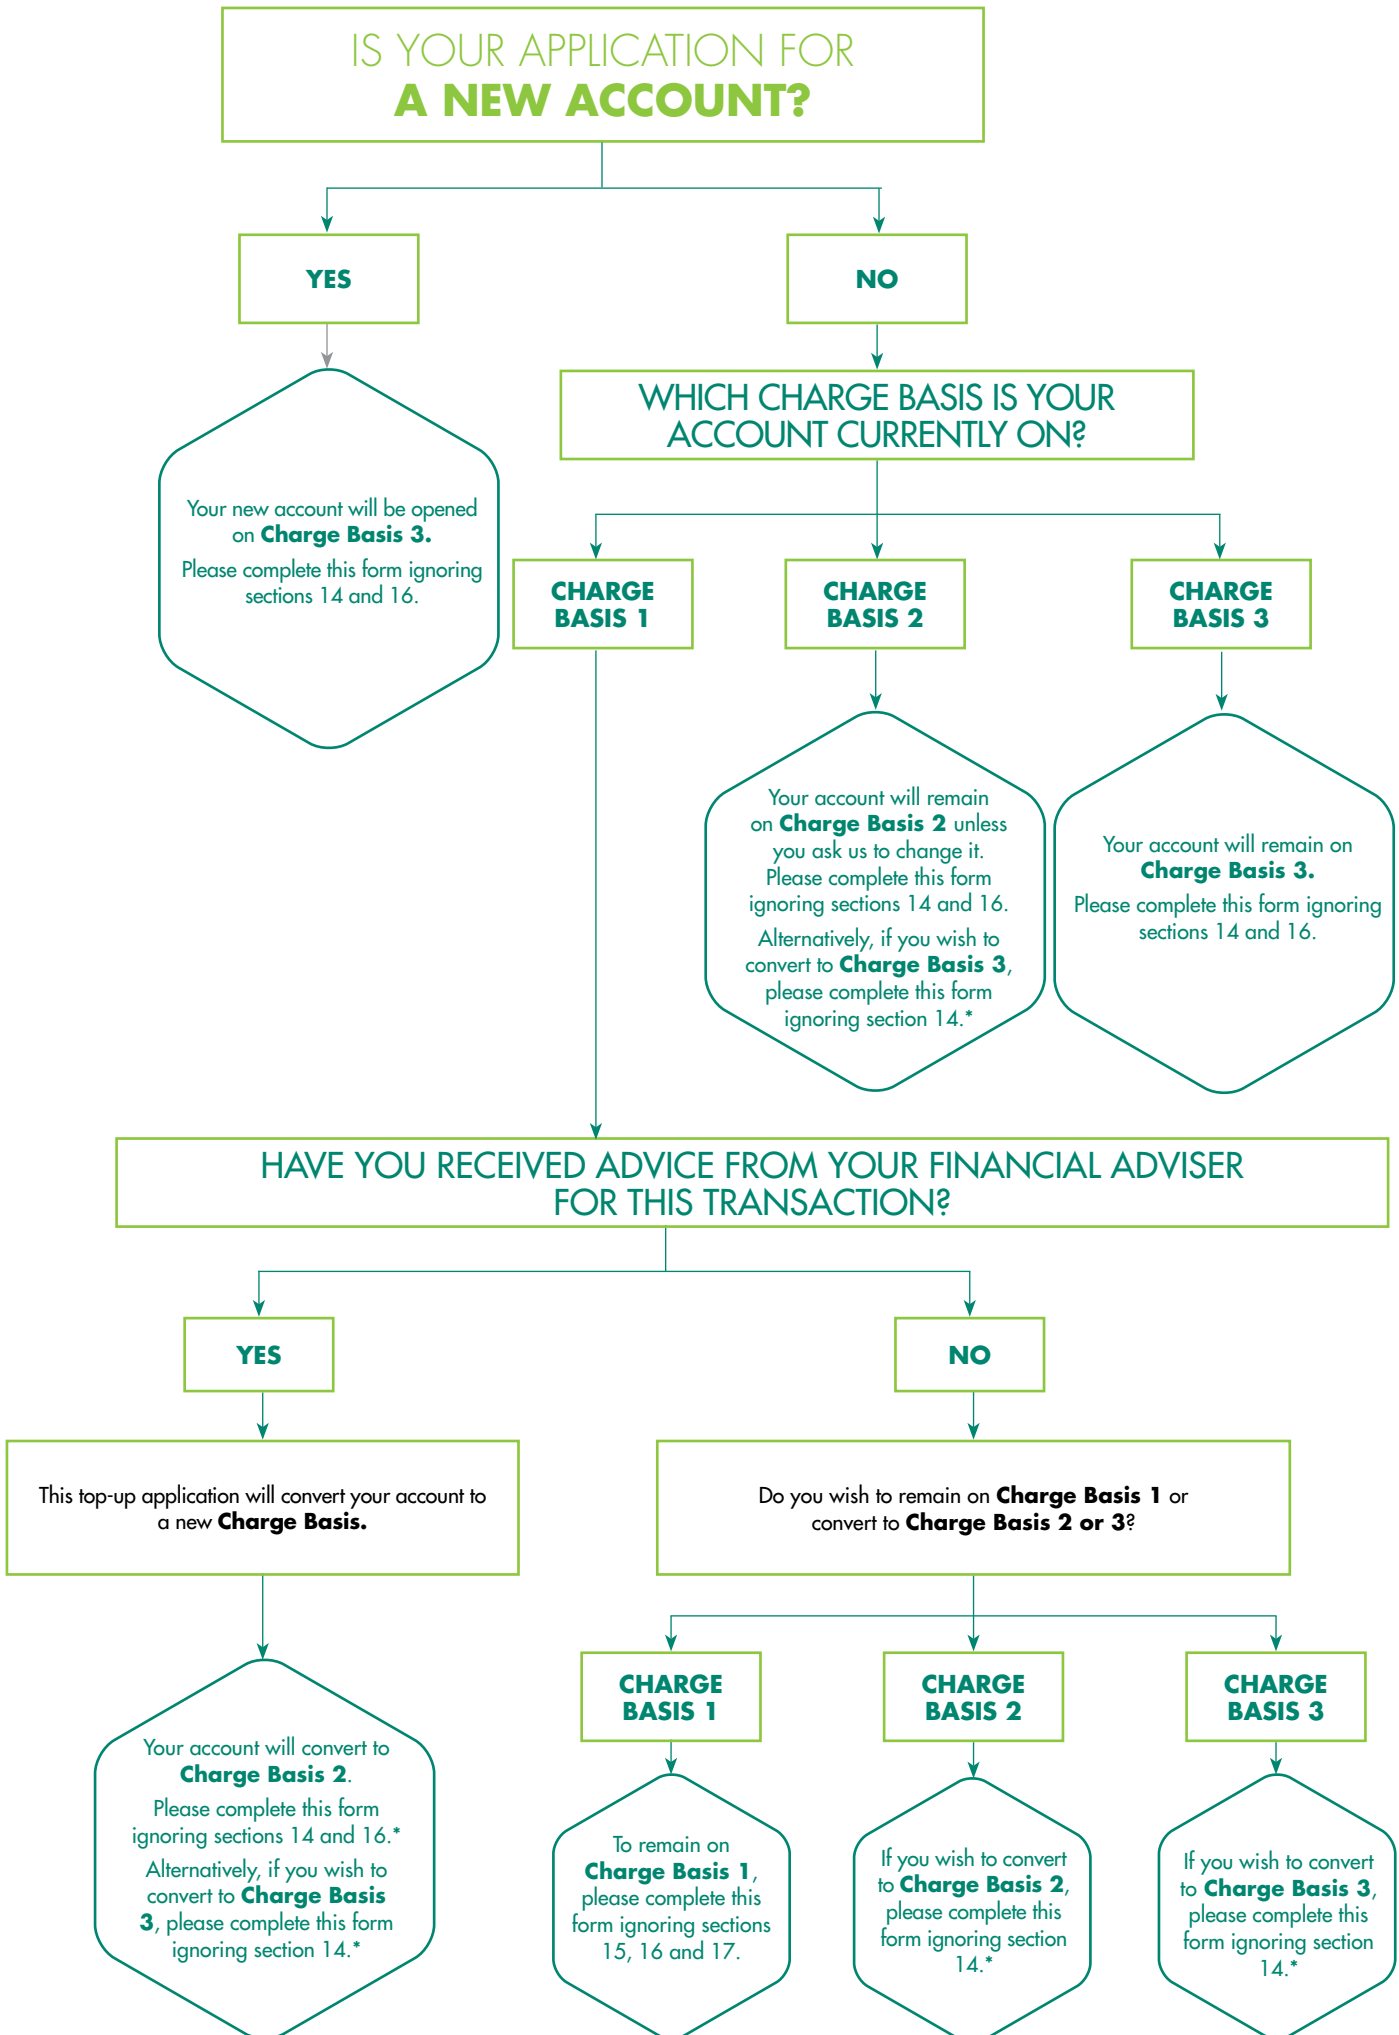 IS YOUR APPLICATION FOR
A NEW ACCOUNT?
YES
NO
Your new account will be opened
on Charge Basis 3.
Please complete this form ignoring
sections 14 and 16.
WHICH CHARGE BASIS IS YOUR
ACCOUNT CURRENTLY ON?
CHARGE
BASIS 1
CHARGE
BASIS 2
CHARGE
BASIS 3
Your account will remain
on Charge Basis 2 unless
you ask us to change it.
Please complete this form
ignoring sections 14 and 16.
Alternatively, if you wish to
convert to Charge Basis 3,
please complete this form
ignoring section 14.*
Your account will remain on
Charge Basis 3.
Please complete this form ignoring
sections 14 and 16.
HAVE YOU RECEIVED ADVICE FROM YOUR FINANCIAL ADVISER
FOR THIS TRANSACTION?
YES
NO
This top-up application will convert your account to
a new Charge Basis.
Do you wish to remain on Charge Basis 1 or
convert to Charge Basis 2 or 3?
Your account will convert to
Charge Basis 2.
Please complete this form
ignoring sections 14 and 16.*
Alternatively, if you wish to
convert to Charge Basis
3, please complete this form
ignoring section 14.*
CHARGE
BASIS 1
CHARGE
BASIS 2
CHARGE
BASIS 3
To remain on
Charge Basis 1,
please complete this
form ignoring sections
15, 16 and 17.
If you wish to convert
to Charge Basis 2,
please complete this
form ignoring section
14.*
If you wish to convert
to Charge Basis 3,
please complete this
form ignoring section
14.*